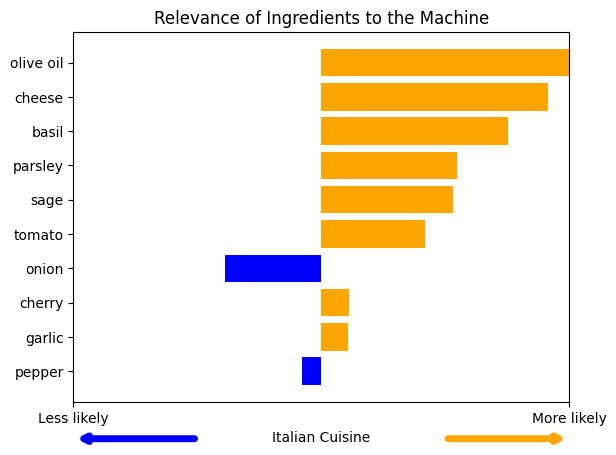 Relevance of Ingredients to the Machine
olive oil
cheese
basil
parsley
sage
tomato
onion
cherry
garlic
pepper
Less likely
More likely
Italian Cuisine